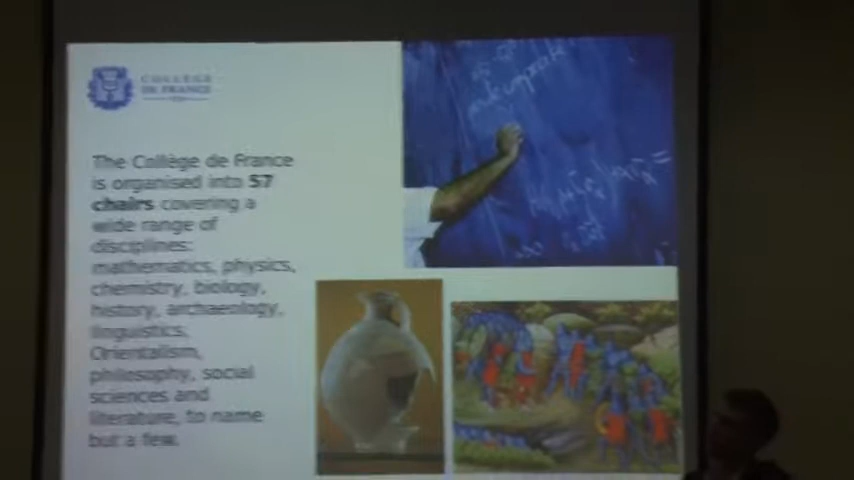 COLLÈGE
DE FRANCE
The Collège de France
is organised into 57
chairs covering a
wide range of
disciplines:
mathematics, physics,
chemistry, biology,
history, archaeology,
linguistics,
Orientalism,
philosophy, social
sciences and
literature, to name
but a few.